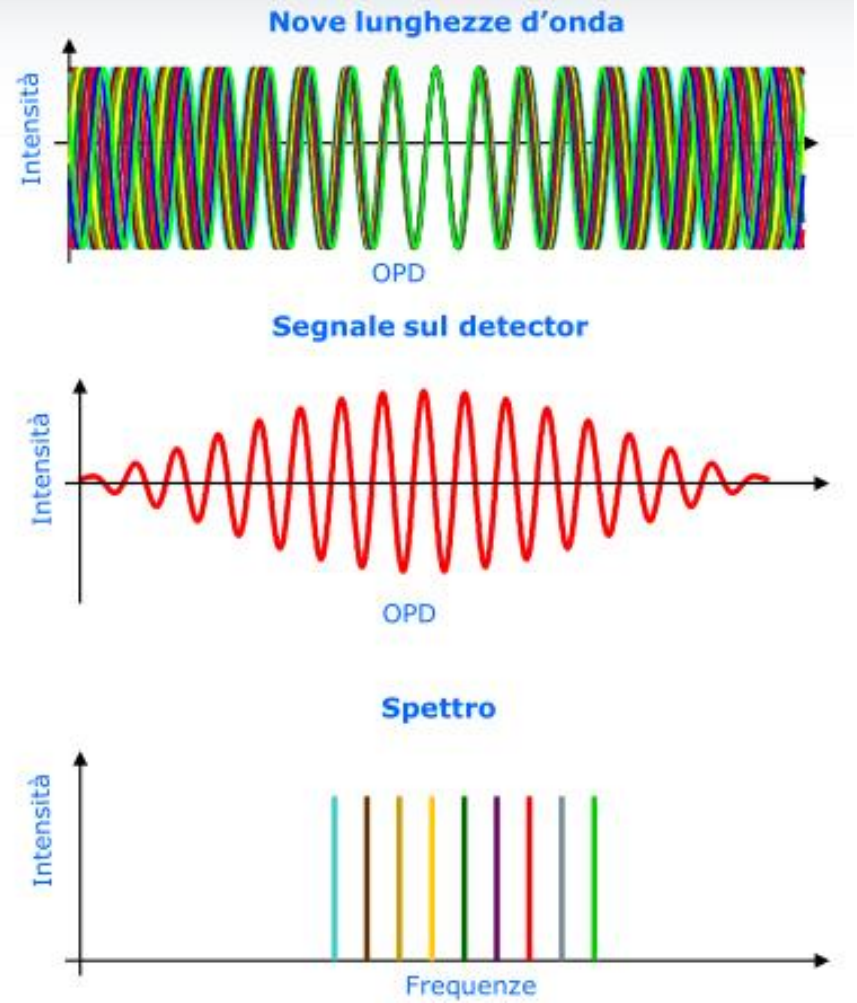 Nove lunghezze d'onda
Intensità
OPD
Segnale sul detector
Intensità
OPD
Spettro
Intensità
Frequenze